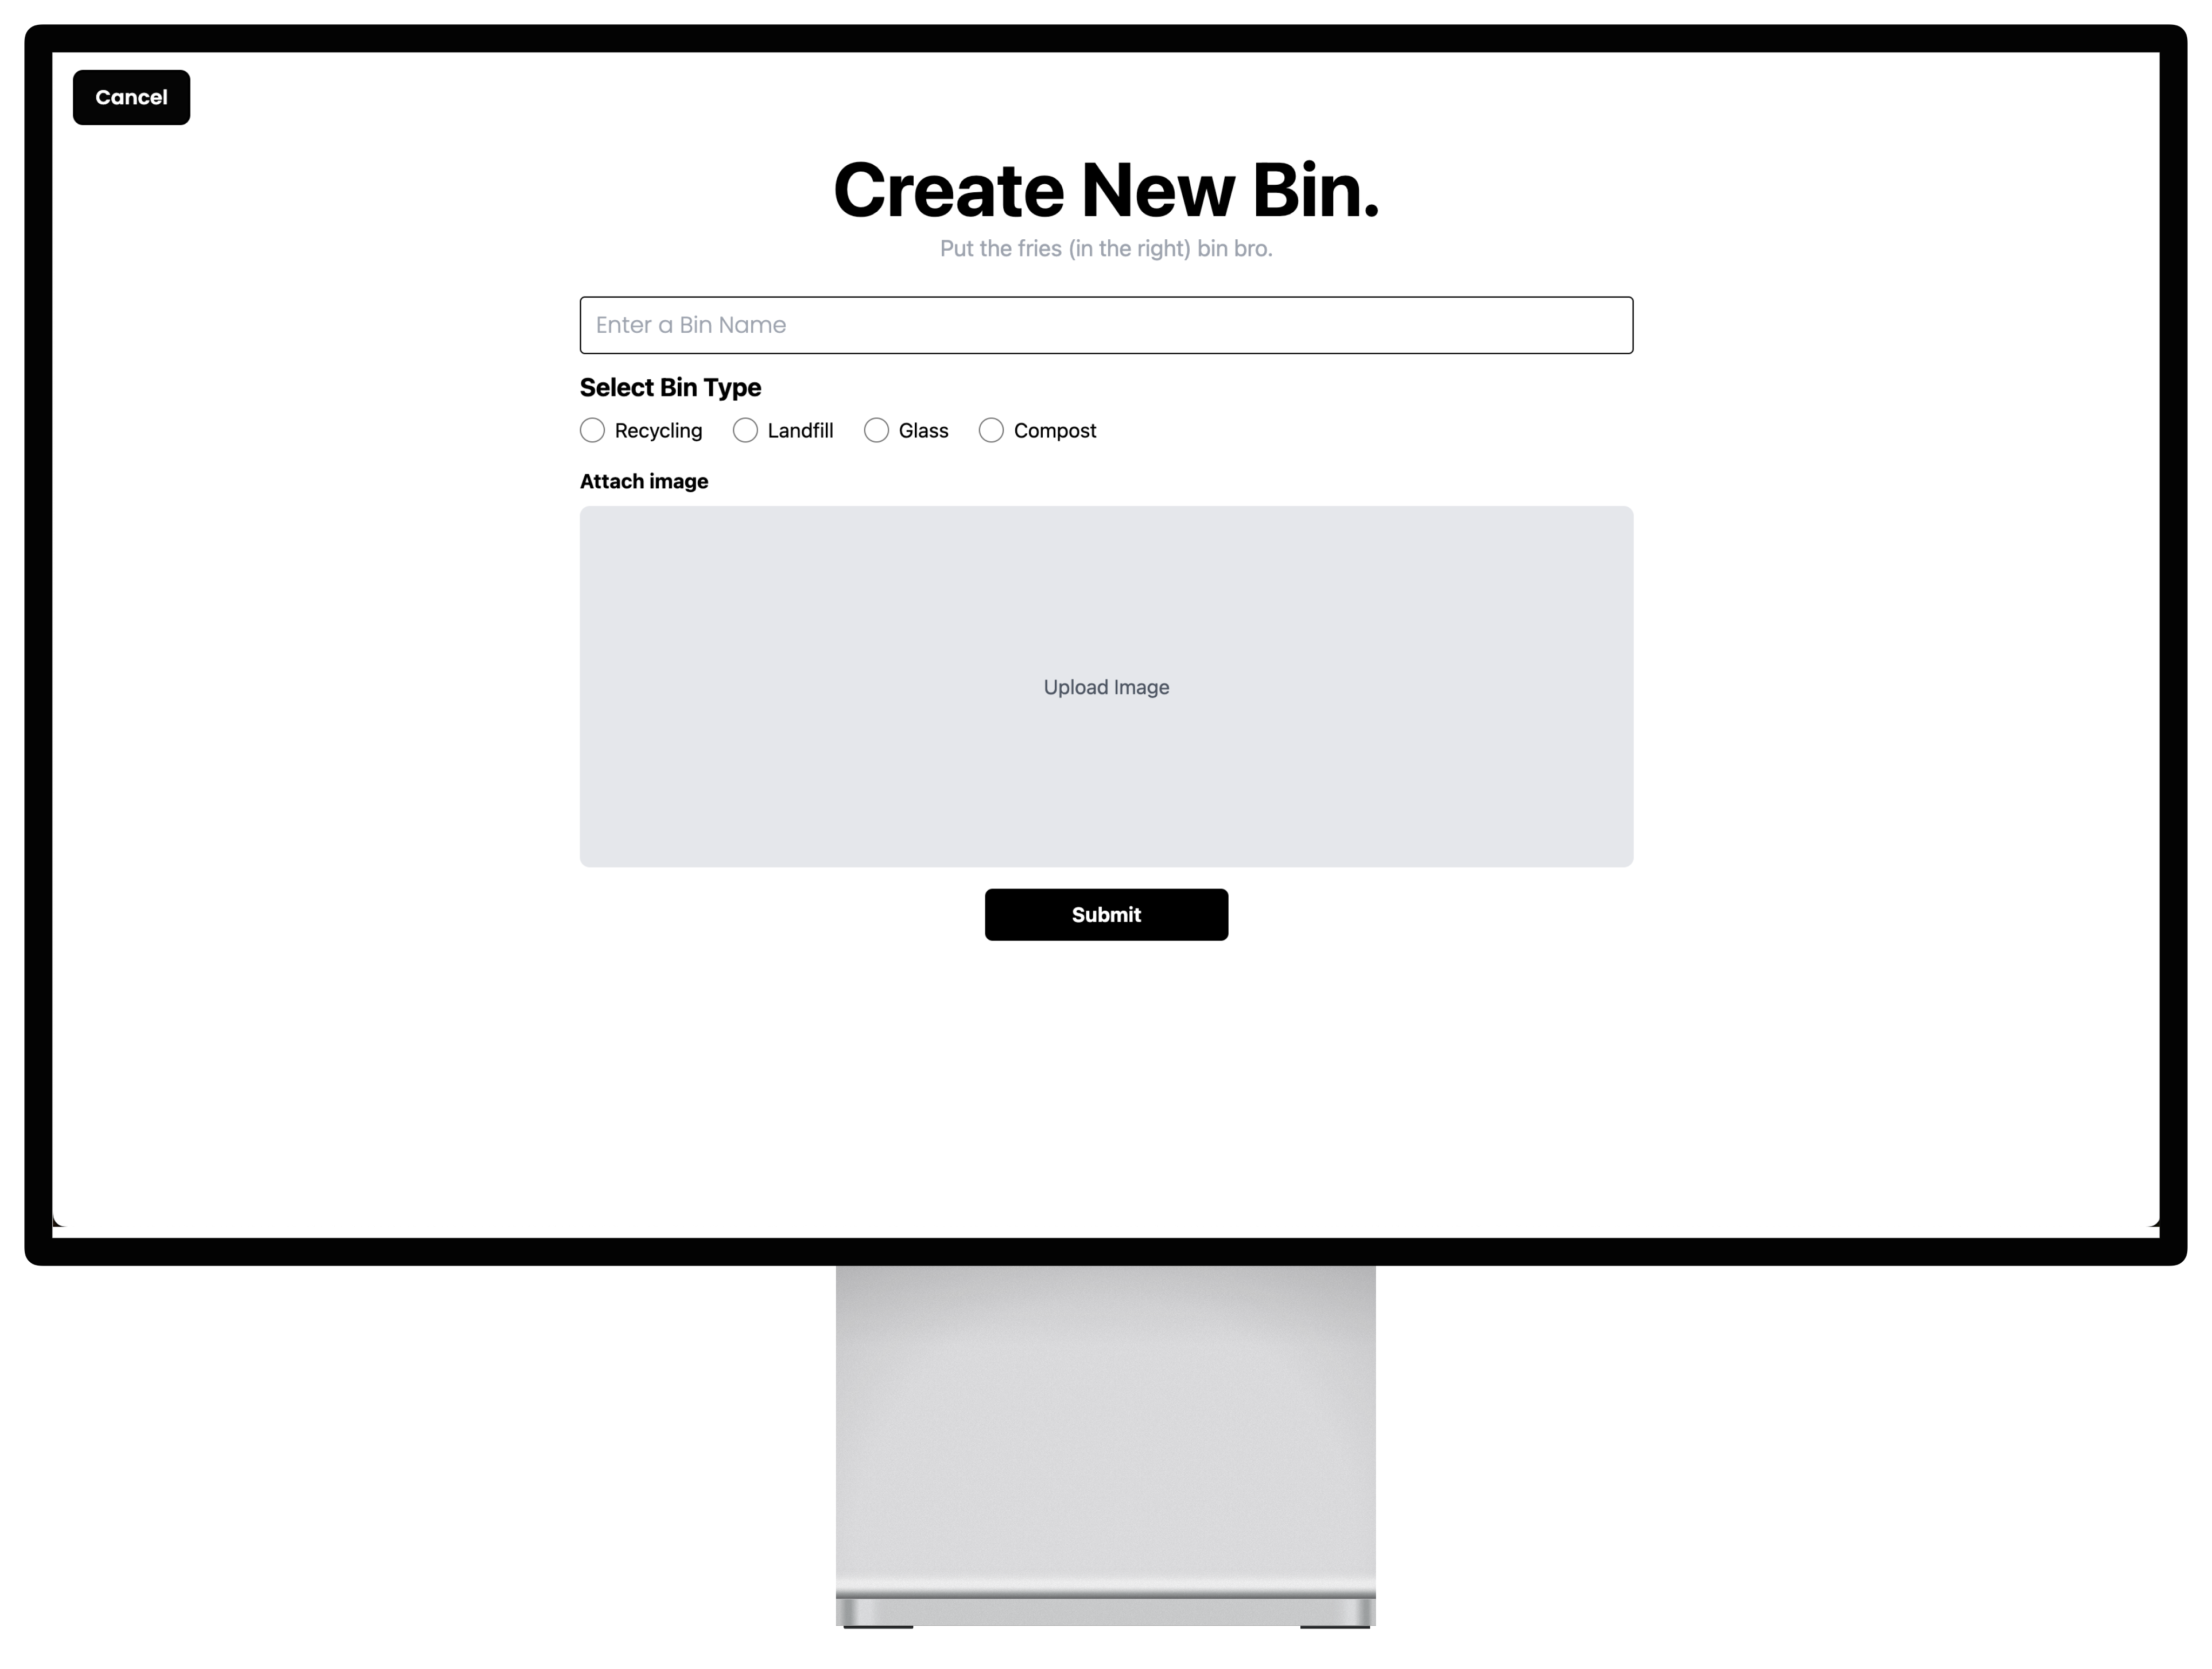 Cancel
Create New Bin.
Put the fries (in the right) bin bro.
Enter a Bin Name
Select Bin Type
Recycling Landfill Glass Compost
Attach image
Upload Image
Submit